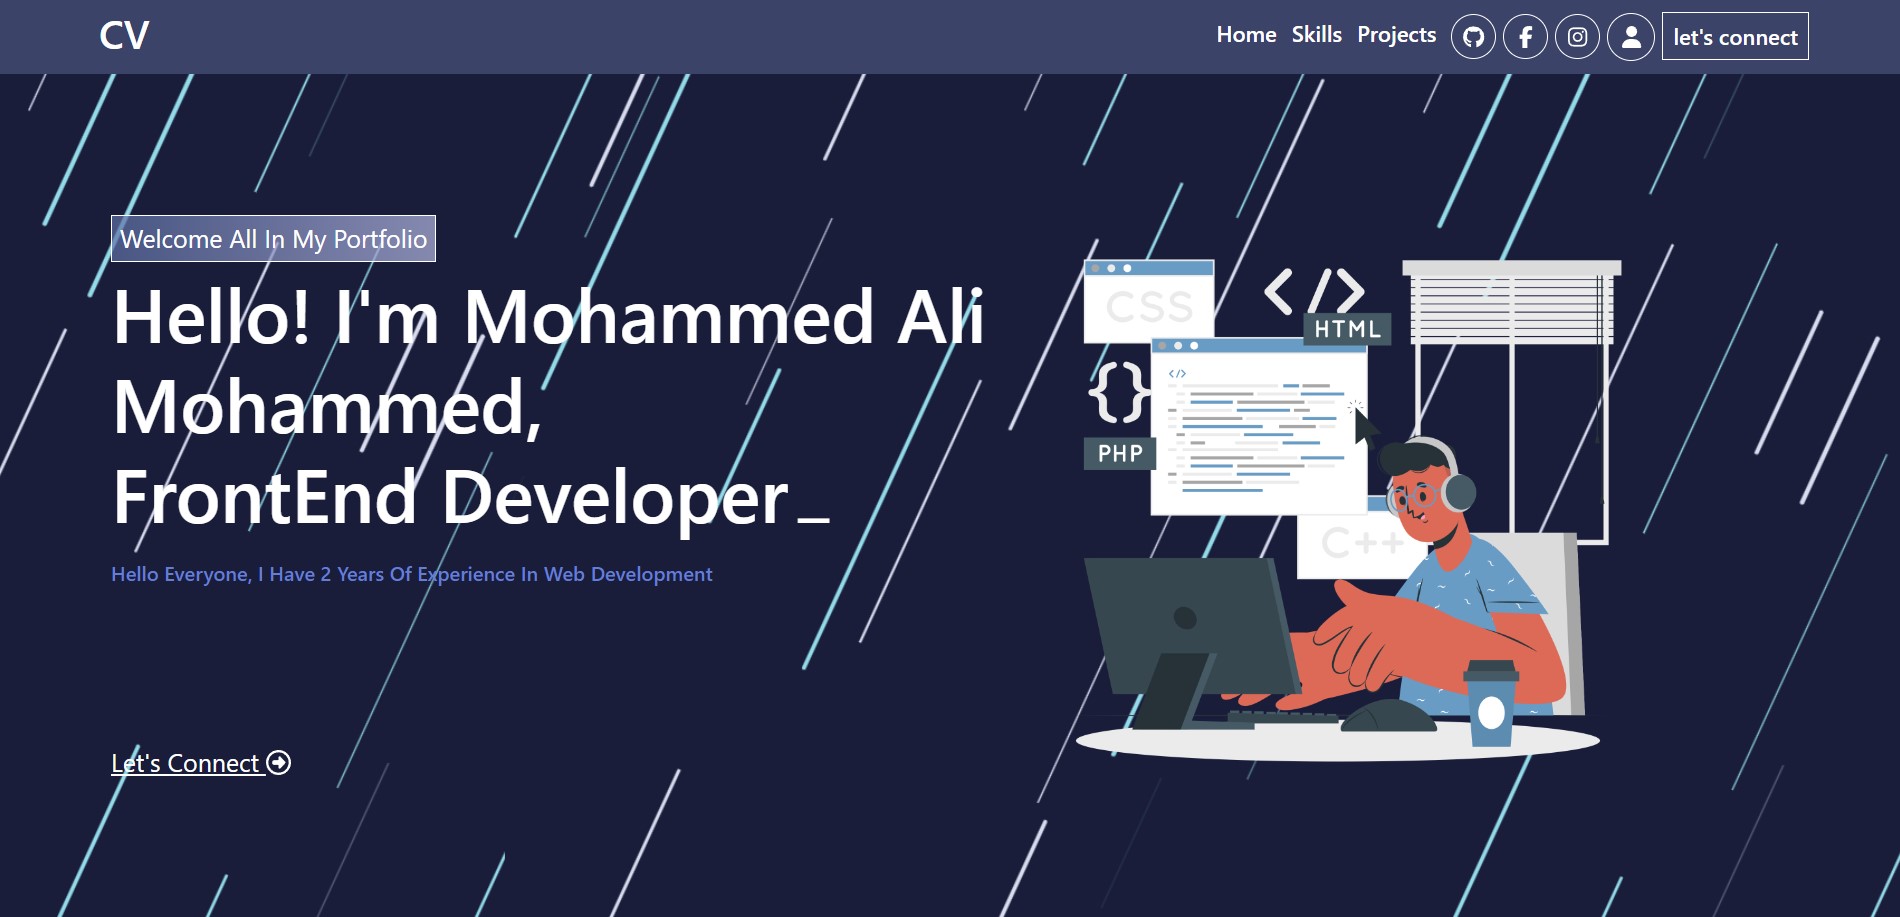 CV
Home Skills Projects let's connect
Welcome All In My Portfolio
Hello! I'm Mohammed Ali
Mohammed,
FrontEnd Developer_
Hello Everyone, I Have 2 Years Of Experience In Web Development
Let's Connect
CSS
</>
HTML
</>
{}
PHP
C++